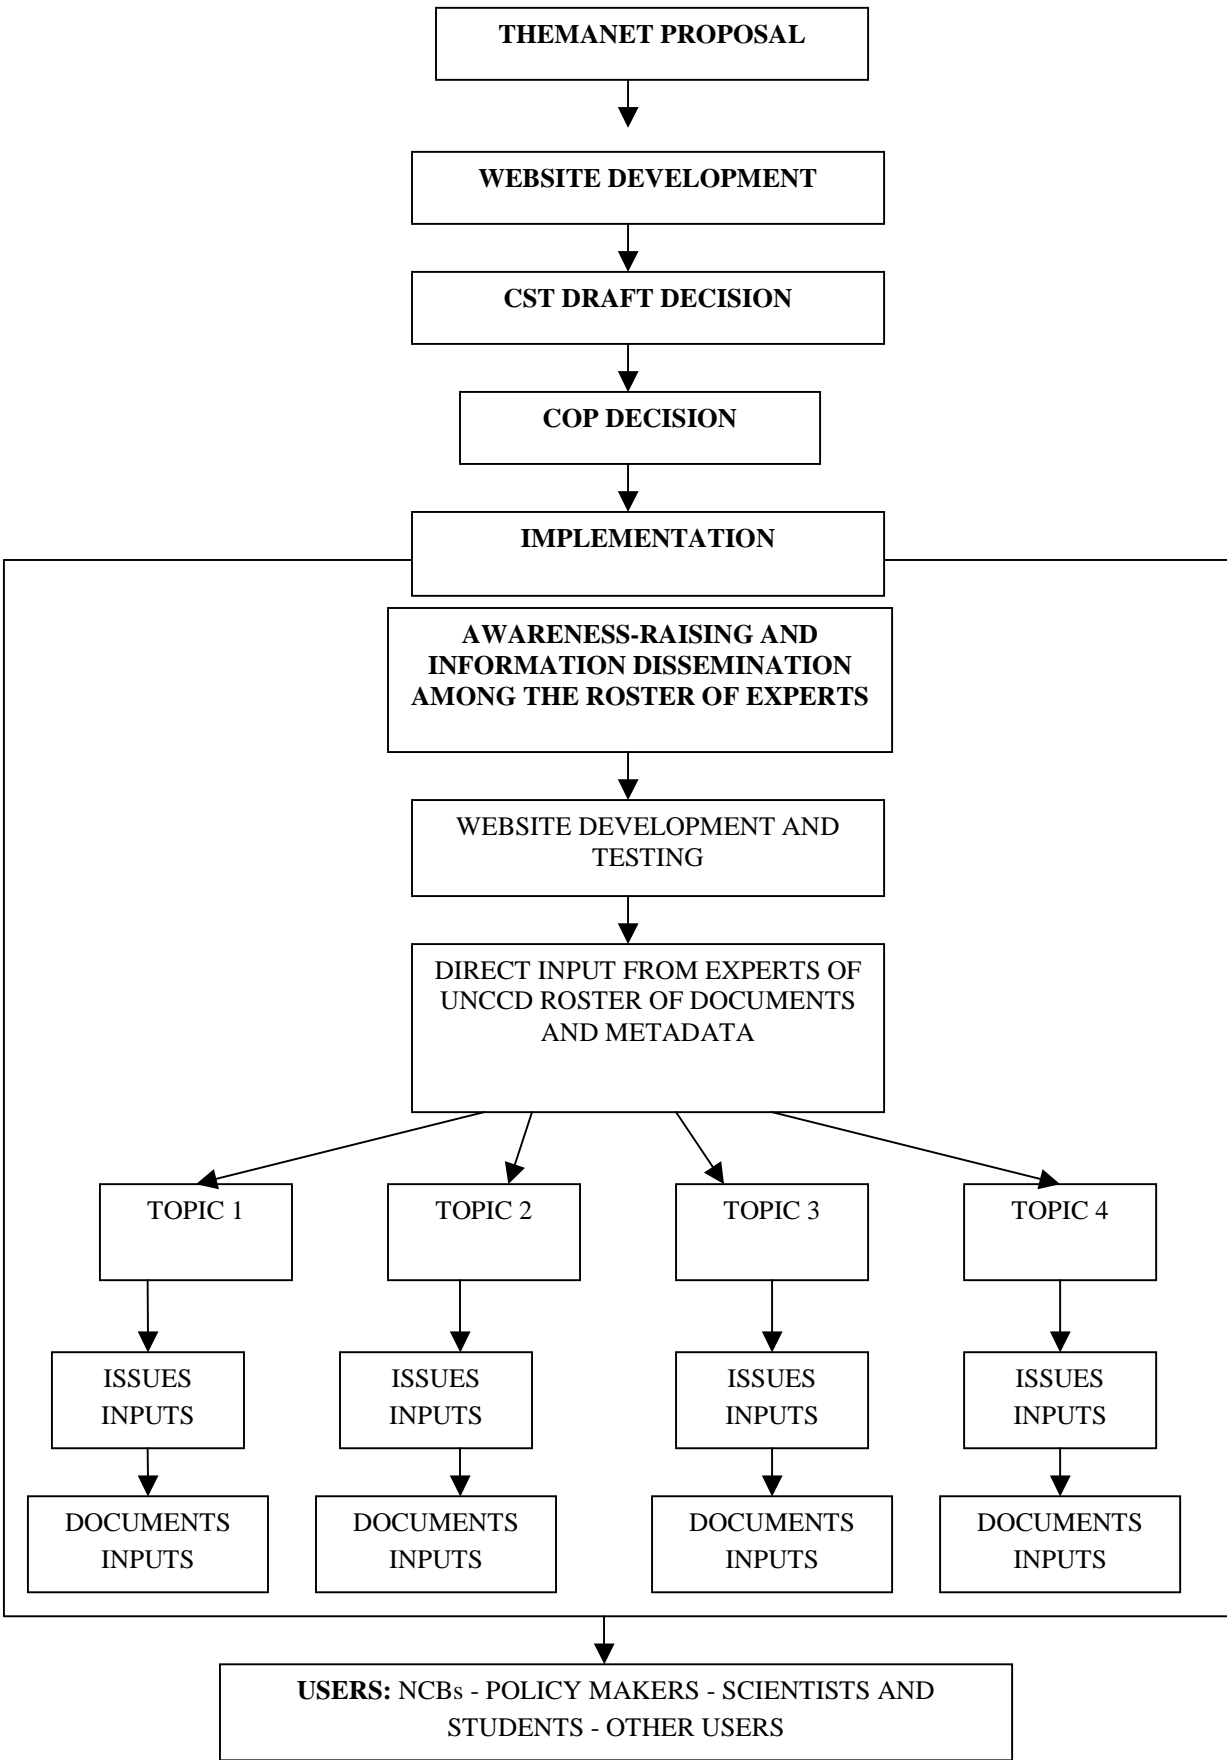 THEMANET PROPOSAL
WEBSITE DEVELOPMENT
CST DRAFT DECISION
COP DECISION
IMPLEMENTATION
AWARENESS-RAISING AND
INFORMATION DISSEMINATION
AMONG THE ROSTER OF EXPERTS
WEBSITE DEVELOPMENT AND
TESTING
DIRECT INPUT FROM EXPERTS OF
UNCCD ROSTER OF DOCUMENTS
AND METADATA
TOPIC 1
TOPIC 2
TOPIC 3
TOPIC 4
ISSUES
INPUTS
ISSUES
INPUTS
ISSUES
INPUTS
ISSUES
INPUTS
DOCUMENTS
INPUTS
DOCUMENTS
INPUTS
DOCUMENTS
INPUTS
DOCUMENTS
INPUTS
USERS: NCBs - POLICY MAKERS - SCIENTISTS AND
STUDENTS - OTHER USERS